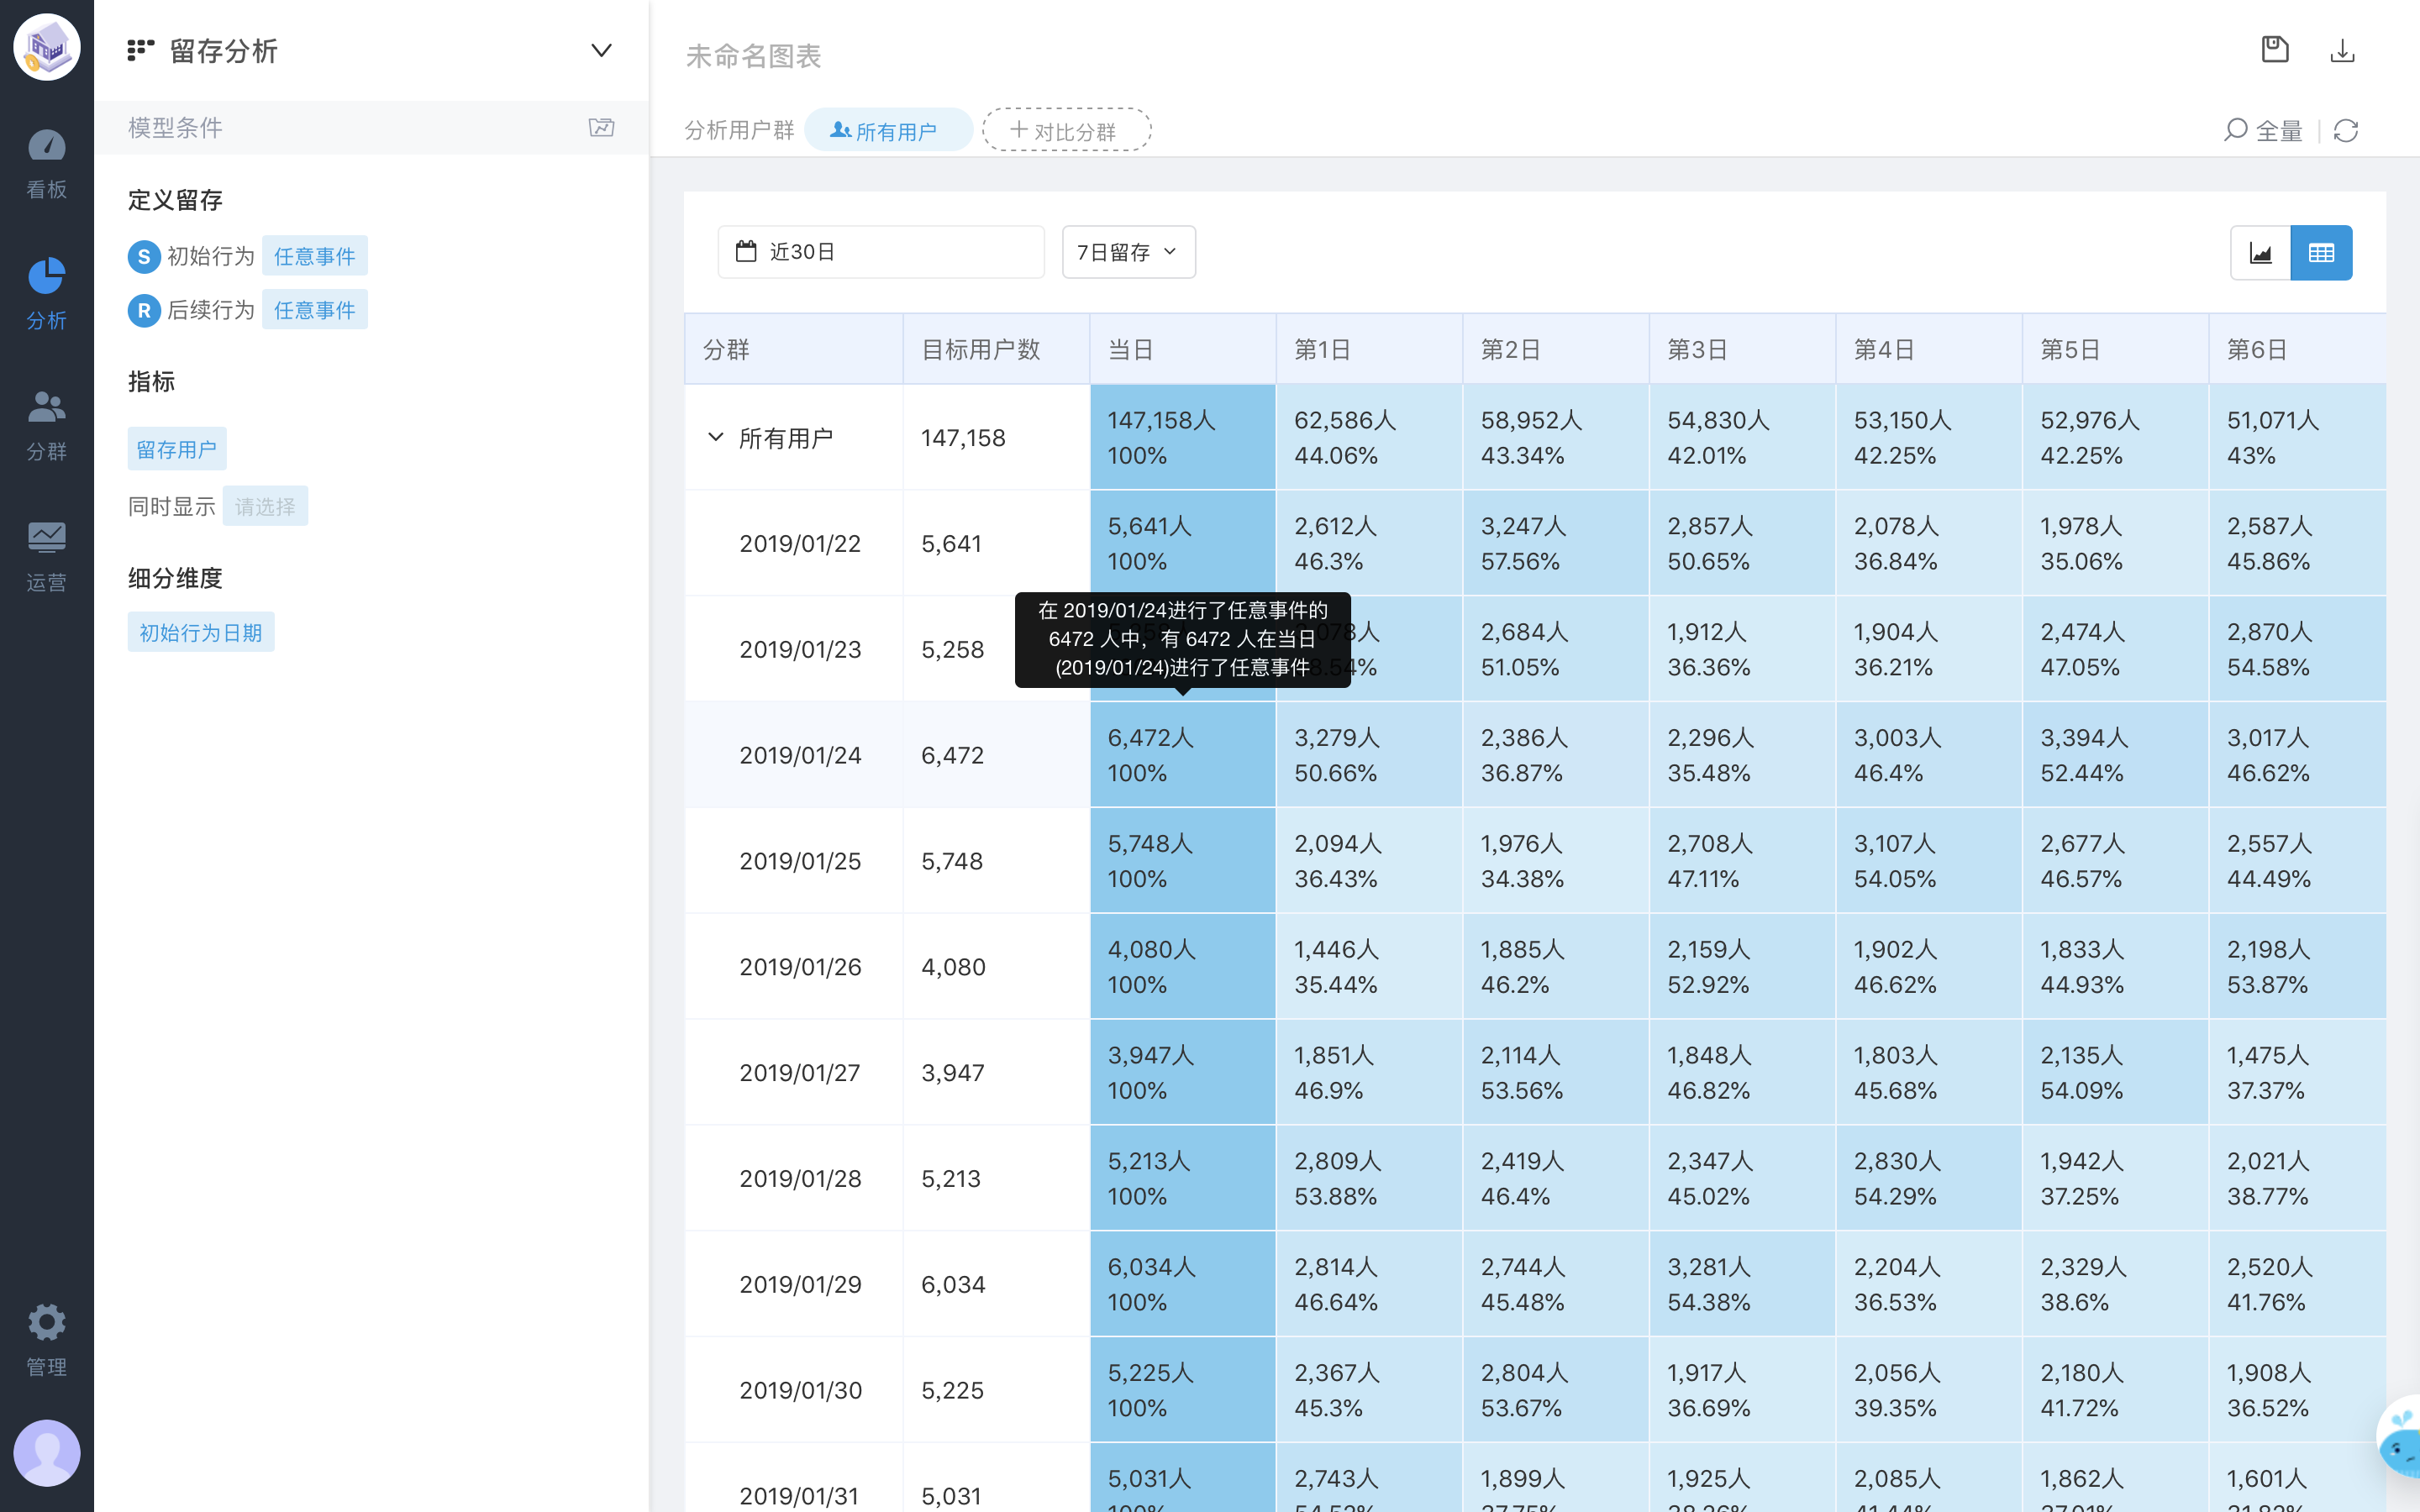 留存分析
模型条件
定义留存
S 初始行为 任意事件
R 后续行为 任意事件
指标
留存用户
同时显示 请选择
细分维度
初始行为日期
看板
分析
分群
运营
管理
未命名图表
分析用户群 所有用户 + 对比分群 全量
近30日 7日留存
分群 目标用户数 当日 第1日 第2日 第3日 第4日 第5日 第6日
所有用户 147,158 147,158人 62,586人 58,952人 54,830人 53,150人 52,976人 51,071人
100% 44.06% 43.34% 42.01% 42.25% 42.25% 43%
2019/01/22 5,641 5,641人 2,612人 3,247人 2,857人 2,078人 1,978人 2,587人
100% 46.3% 57.56% 50.65% 36.84% 35.06% 45.86%
在 2019/01/24进行了任意事件的
6472 人中，有 6472 人在当日
(2019/01/24)进行了任意事件
2019/01/23 5,258 2,684人 1,912人 1,904人 2,474人 2,870人
51.05% 36.36% 36.21% 47.05% 54.58%
2019/01/24 6,472 6,472人 3,279人 2,386人 2,296人 3,003人 3,394人 3,017人
100% 50.66% 36.87% 35.48% 46.4% 52.44% 46.62%
2019/01/25 5,748 5,748人 2,094人 1,976人 2,708人 3,107人 2,677人 2,557人
100% 36.43% 34.38% 47.11% 54.05% 46.57% 44.49%
2019/01/26 4,080 4,080人 1,446人 1,885人 2,159人 1,902人 1,833人 2,198人
100% 35.44% 46.2% 52.92% 46.62% 44.93% 53.87%
2019/01/27 3,947 3,947人 1,851人 2,114人 1,848人 1,803人 2,135人 1,475人
100% 46.9% 53.56% 46.82% 45.68% 54.09% 37.37%
2019/01/28 5,213 5,213人 2,809人 2,419人 2,347人 2,830人 1,942人 2,021人
100% 53.88% 46.4% 45.02% 54.29% 37.25% 38.77%
2019/01/29 6,034 6,034人 2,814人 2,744人 3,281人 2,204人 2,329人 2,520人
100% 46.64% 45.48% 54.38% 36.53% 38.6% 41.76%
2019/01/30 5,225 5,225人 2,367人 2,804人 1,917人 2,056人 2,180人 1,908人
100% 45.3% 53.67% 36.69% 39.35% 41.72% 36.52%
2019/01/31 5,031 5,031人 2,743人 1,899人 1,925人 2,085人 1,862人 1,601人